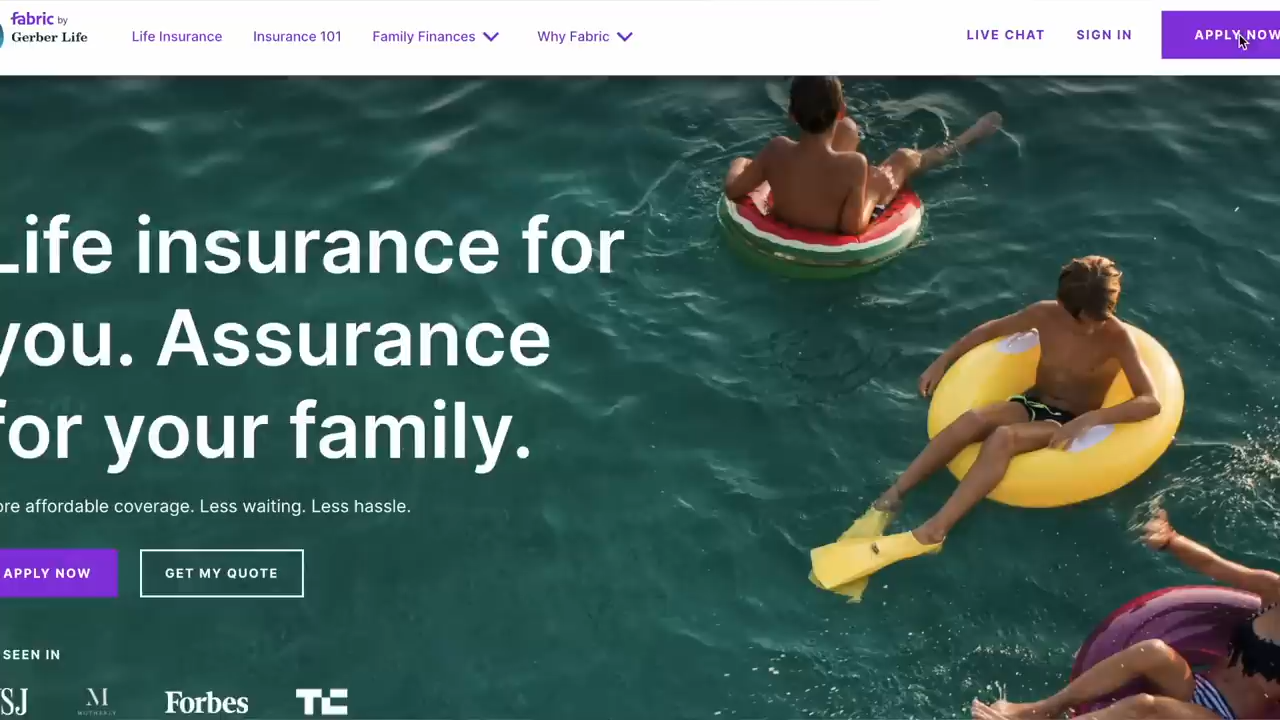 fabric by
Gerber Life
Life Insurance
Insurance 101
Family Finances
Why Fabric
LIVE CHAT
SIGN IN
APPLY NOW
Life insurance for
you. Assurance
for your family.
ore affordable coverage. Less waiting. Less hassle.
APPLY NOW
GET MY QUOTE
SEEN IN
SJ
M
Forbes
TC